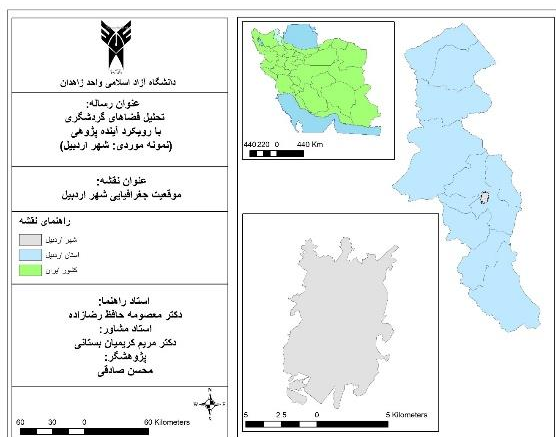 دانشگاه آزاد اسلامی واحد زاهدان
عنوان رساله:
تحلیل فضاهای گردشگری
با رویکرد آینده پژوهی
(نمونه موردی: شهر اردبیل)
عنوان نقشه:
موقعیت جغرافیایی شهر اردبیل
راهنمای نقشه
شهر اردبیل
استان اردبیل
کشور ایران
استاد راهنما:
دکتر معصومه حافظ رضازاده
استاد مشاور:
دکتر مریم کریمیان بستانی
پژوهشگر:
محسن صادقی
N
W E
S
60 30 0 60 Kilometers
440 220 0 440 Km
5 2.5 0 5 Kilometers